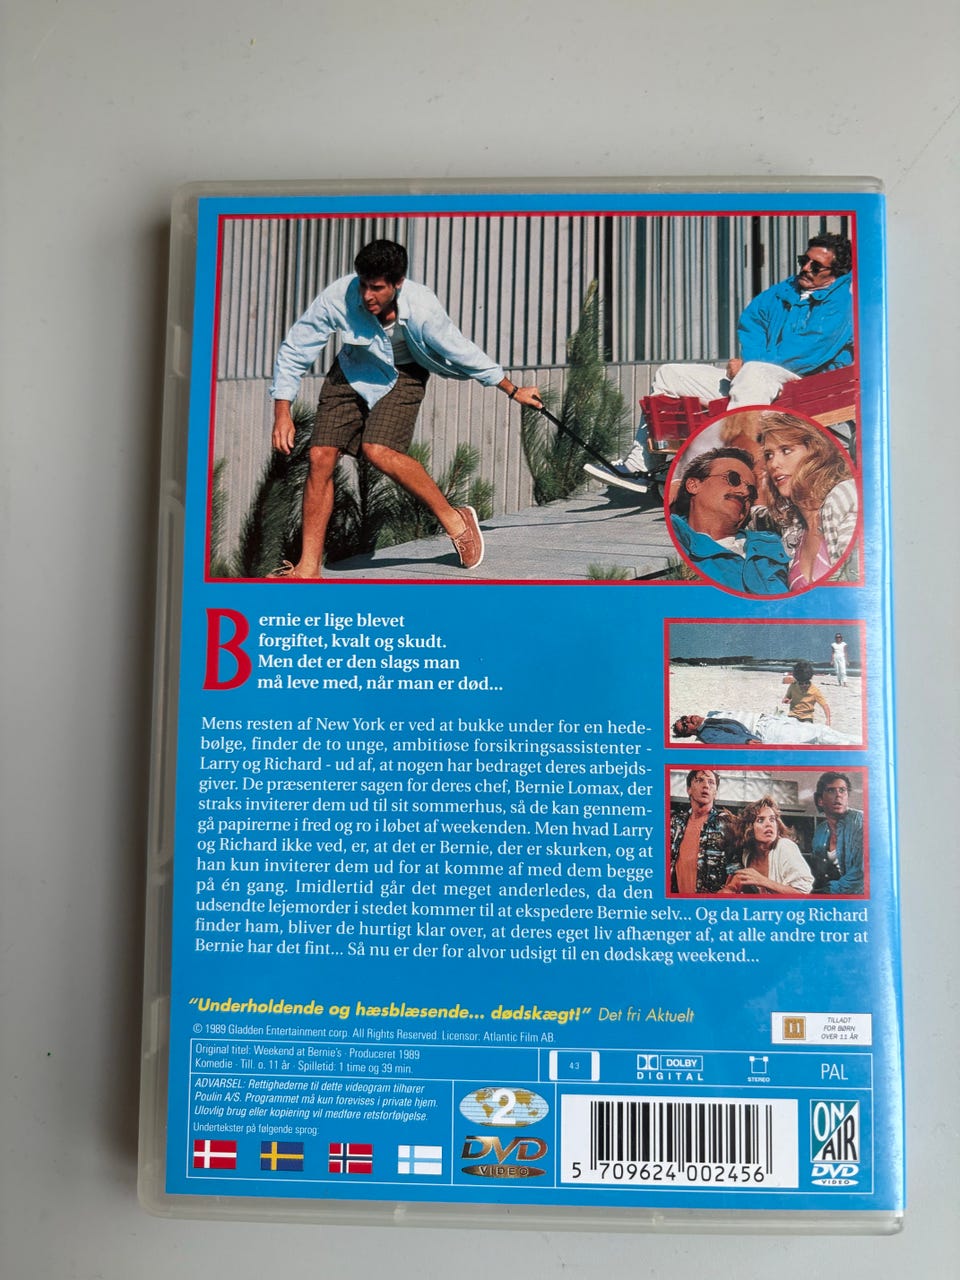 Bernie er lige blevet
forgiftet, kvalt og skudt.
Men det er den slags man
må leve med, når man er død...
Mens resten af New York er ved at bukke under for en hede-
bølge, finder de to unge, ambitiøse forsikringsassistenter -
Larry og Richard - ud af, at nogen har bedraget deres arbejds-
giver. De præsenterer sagen for deres chef, Bernie Lomax, der
straks inviterer dem ud til sit sommerhus, så de kan gennem-
gå papirerne i fred og ro i løbet af weekenden. Men hvad Larry
og Richard ikke ved, er, at det er Bernie, der er skurken, og at
han kun inviterer dem ud for at komme af med dem begge
på én gang. Imidlertid går det meget anderledes, da den
udsendte lejemorder i stedet kommer til at ekspedere Bernie selv... Og da Larry og Richard
finder ham, bliver de hurtigt klar over, at deres eget liv afhænger af, at alle andre tror at
Bernie har det fint... Så nu er der for alvor udsigt til en dødskæg weekend...
"Underholdende og hæsblæsende... dødskægt!" Det fri Aktuelt
© 1989 Gladden Entertainment corp. All Rights Reserved. Licensor: Atlantic Film AB.
11
TILLADT
FOR BØRN
OVER 11 ÅR
Original titel: Weekend at Bernie's · Produceret 1989
Komedie · Till. o. 11 år · Spilletid: 1 time og 39 min.
4:3
DOLBY
DIGITAL
STEREO
PAL
ADVARSEL: Rettighederne til dette videogram tilhører
Poulin A/S. Programmet må kun forevises i private hjem.
Ulovlig brug eller kopiering vil medføre retsforfølgelse.
Undertekster på følgende sprog:
2
DVD
VIDEO
5 709624 002456
ON
AIR
DVD
VIDEO